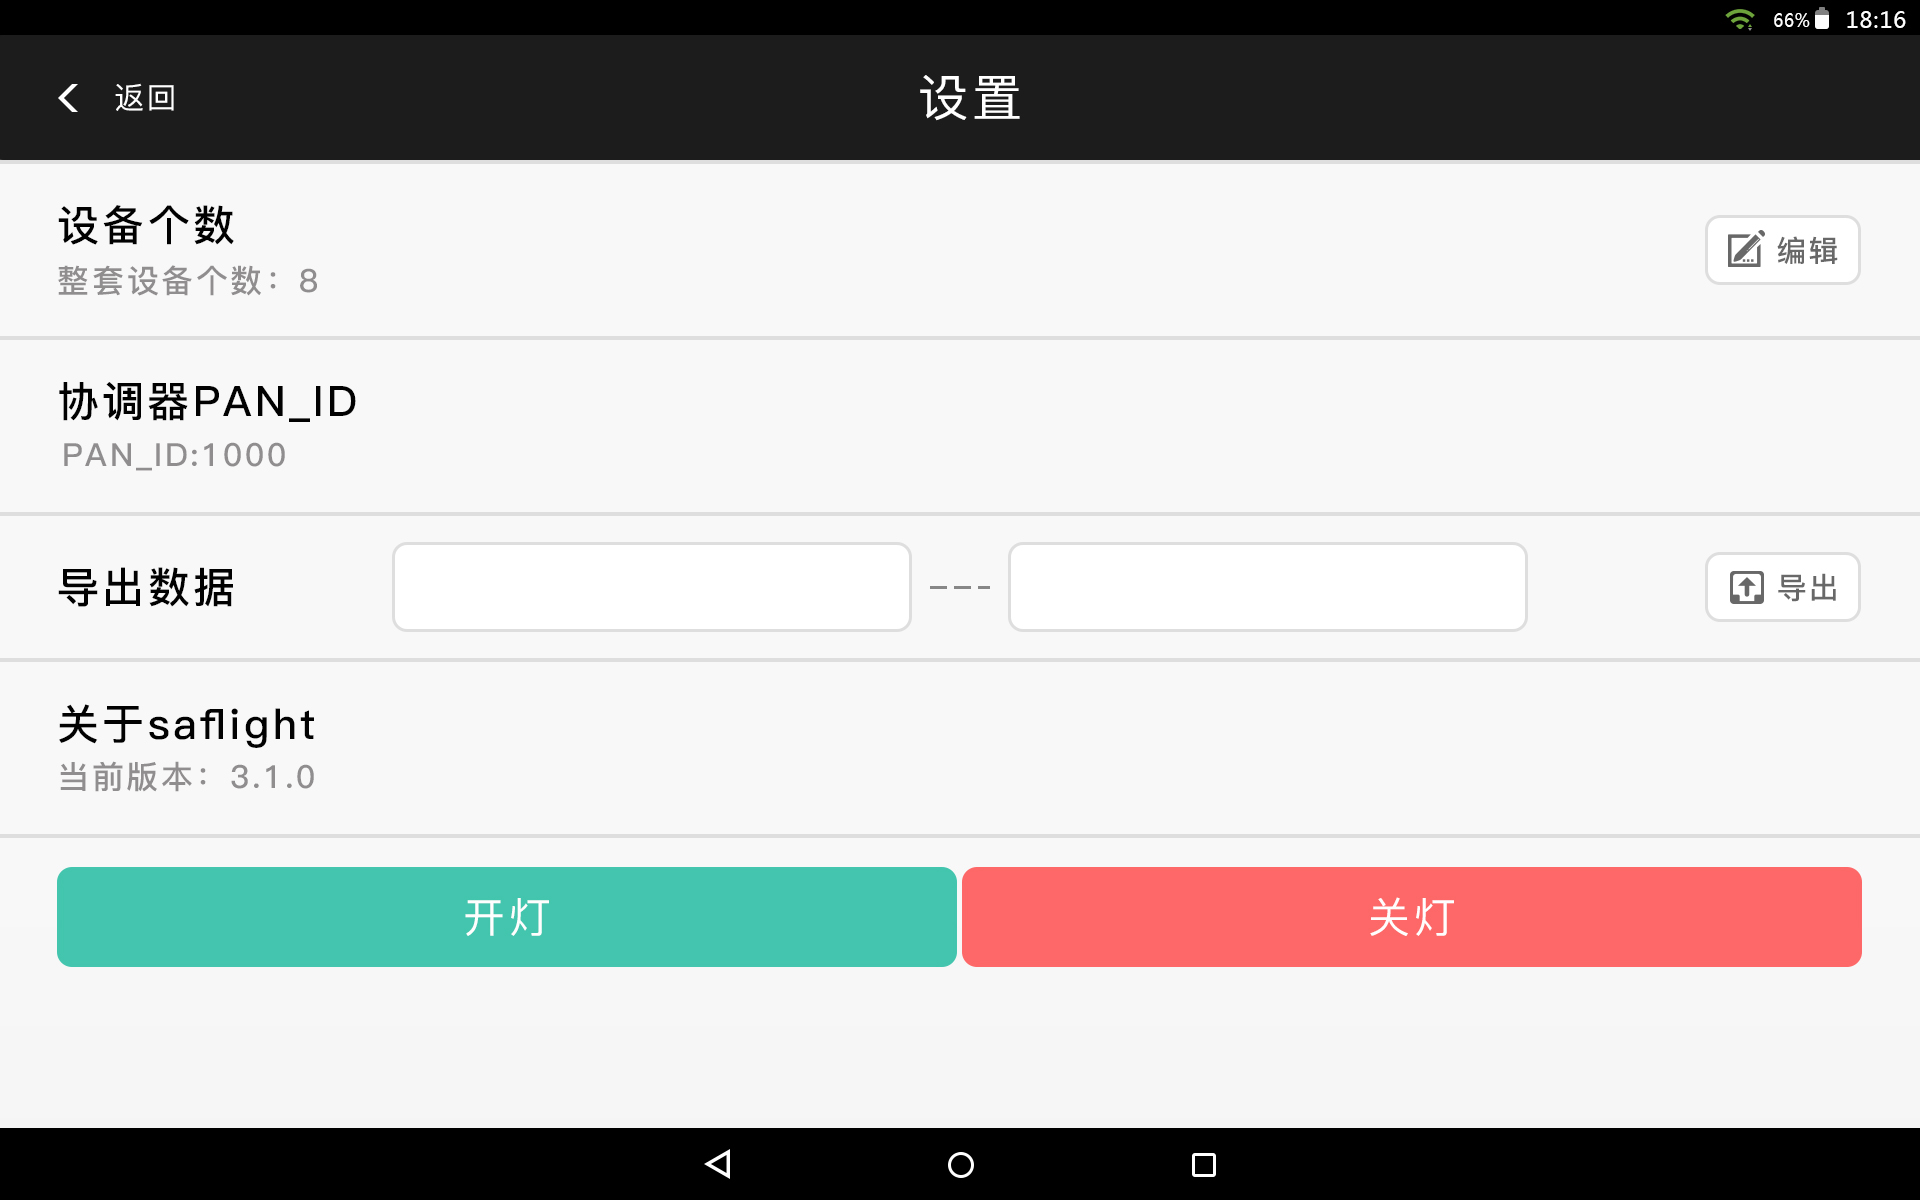 66% 18:16
返回
设置
设备个数
整套设备个数：8
编辑
协调器PAN_ID
PAN_ID:1000
导出数据
---
导出
关于saflight
当前版本：3.1.0
开灯
关灯